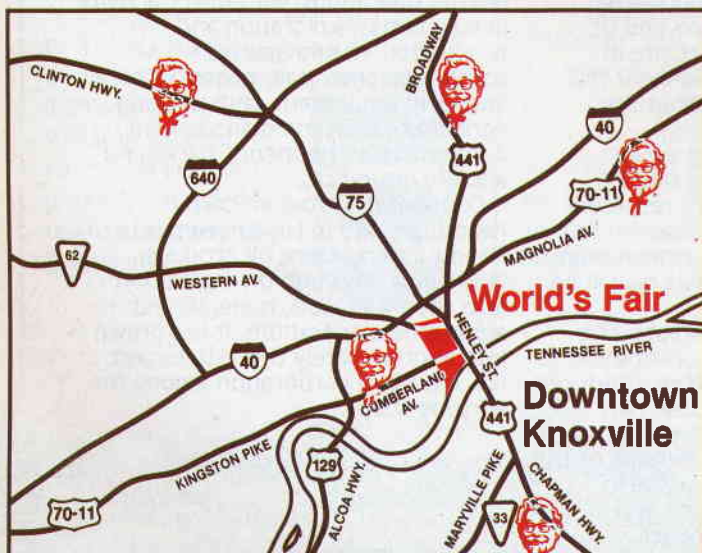 CLINTON HWY.
BROADWAY
40
441
640
70-11
75
62
MAGNOLIA AV.
WESTERN AV.
World's Fair
HENLEY ST.
TENNESSEE RIVER
40
CUMBERLAND
AV.
Downtown
Knoxville
441
KINGSTON PIKE
129
ALCOA HWY.
MARYVILLE PIKE
CHAPMAN HWY.
70-11
33